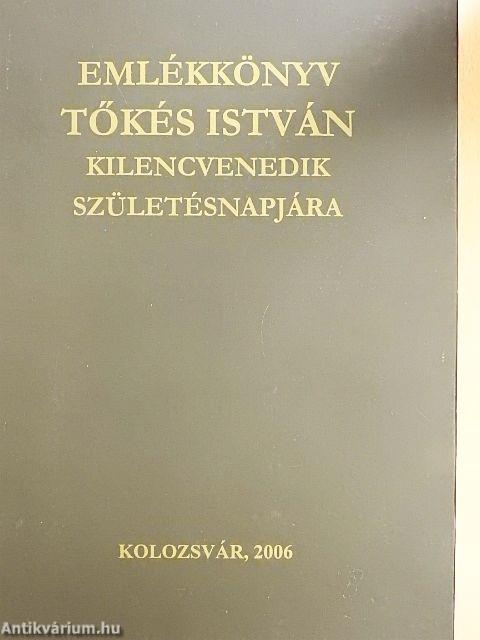 EMLÉKKÖNYV
TŐKÉS ISTVÁN
KILENCVENEDIK
SZÜLETÉSNAPJÁRA
KOLOZSVÁR, 2006
Antikvárium.hu